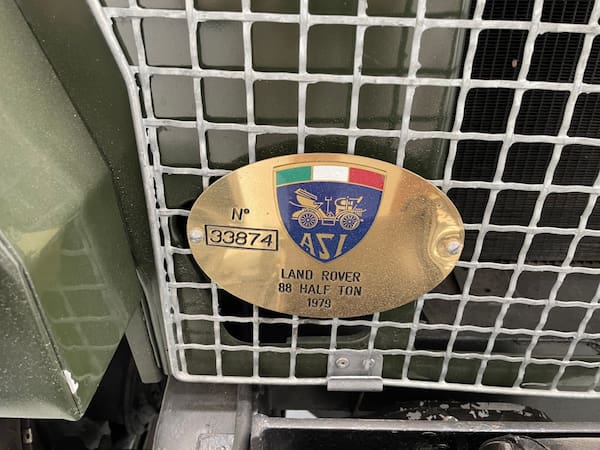 N° 33874
ASI
LAND ROVER
88 HALF TON
1979